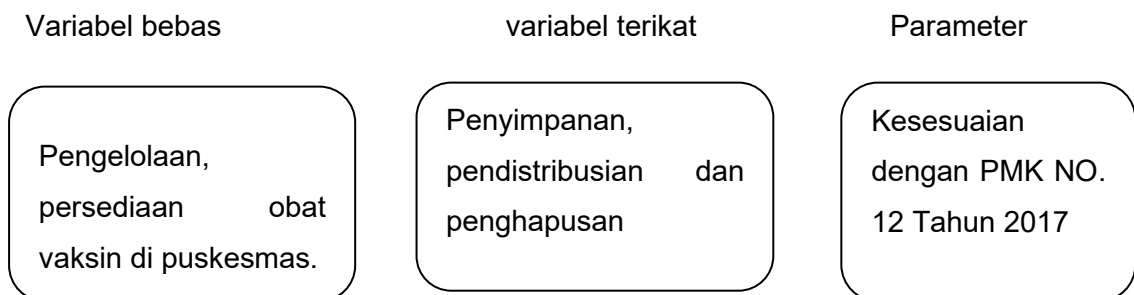 Variabel bebas variabel terikat Parameter
Pengelolaan,
persediaan obat
vaksin di puskesmas.
Penyimpanan,
pendistribusian dan
penghapusan
Kesesuaian
dengan PMK NO.
12 Tahun 2017